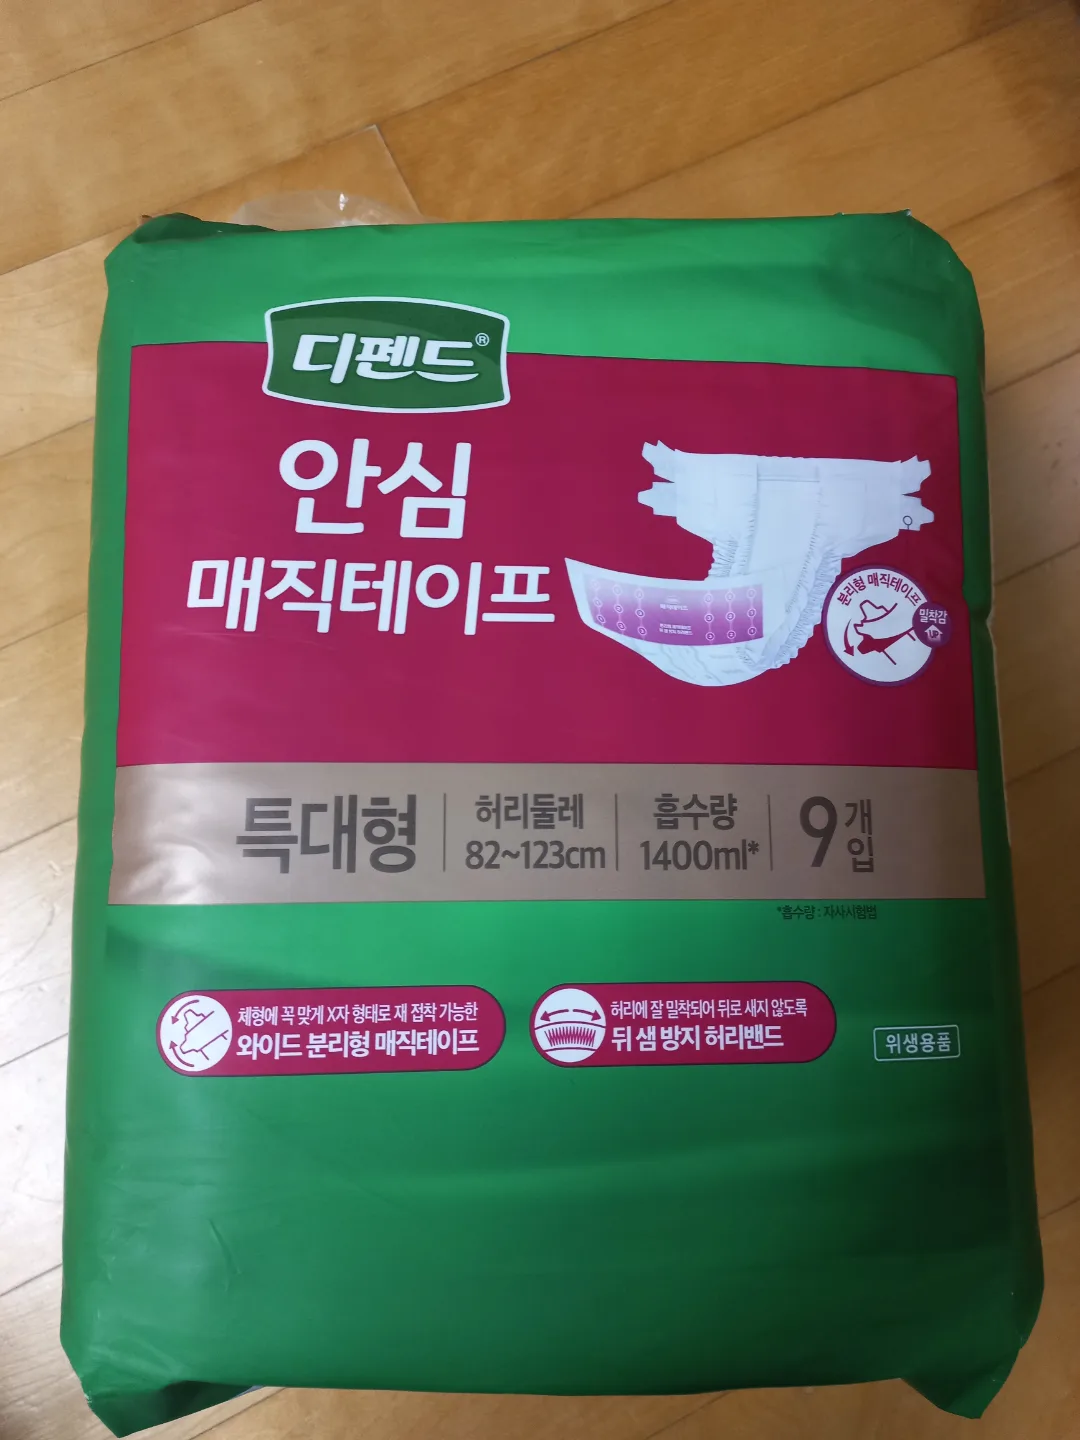 디펜드®
안심
매직테이프
분리형 매직테이프
밀착감
특대형
허리둘레
82~123cm
흡수량
1400ml*
9개입
*흡수량 : 자사시험법
체형에 꼭 맞게 X자 형태로 재 접착 가능한
와이드 분리형 매직테이프
허리에 잘 밀착되어 뒤로 새지 않도록
뒤 샘 방지 허리밴드
위생용품